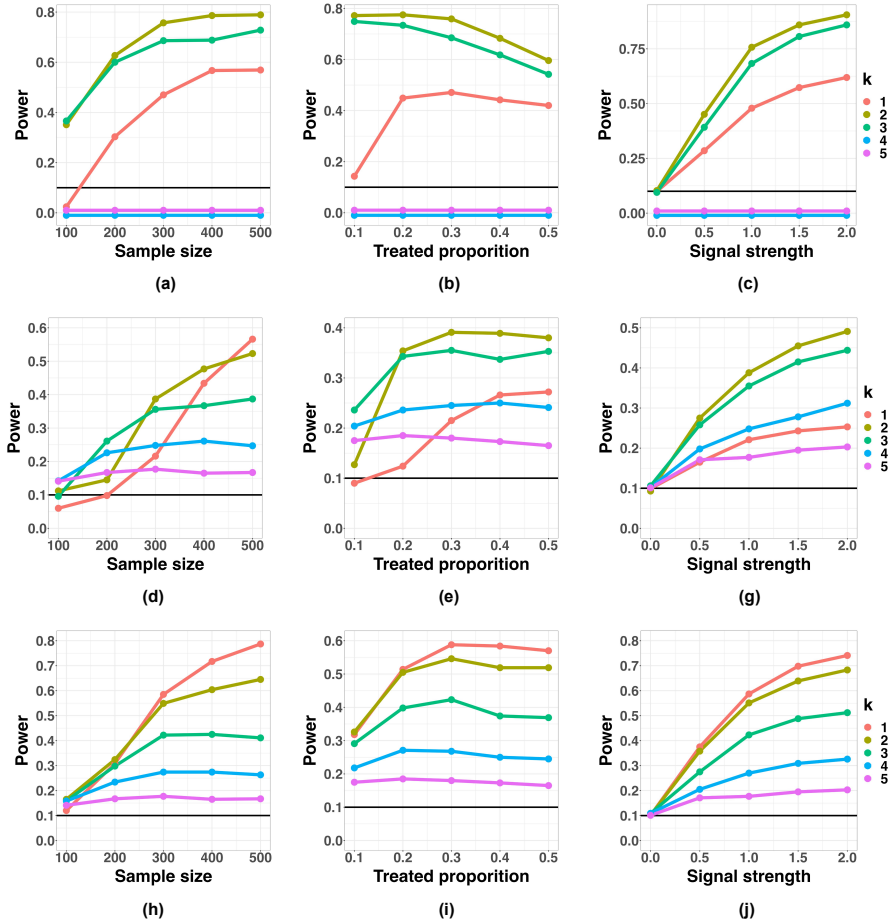 0.8
0.6
0.4
0.2
0.0
Power
100 200 300 400 500
Sample size
(a)
0.8
0.6
0.4
0.2
0.0
Power
0.1 0.2 0.3 0.4 0.5
Treated proporition
(b)
0.75
0.50
0.25
0.00
Power
0.0 0.5 1.0 1.5 2.0
Signal strength
(c)
k
1
2
3
4
5
0.6
0.5
0.4
0.3
0.2
0.1
0.0
Power
100 200 300 400 500
Sample size
(d)
0.4
0.3
0.2
0.1
0.0
Power
0.1 0.2 0.3 0.4 0.5
Treated proporition
(e)
0.5
0.4
0.3
0.2
0.1
0.0
Power
0.0 0.5 1.0 1.5 2.0
Signal strength
(g)
k
1
2
3
4
5
0.8
0.7
0.6
0.5
0.4
0.3
0.2
0.1
0.0
Power
100 200 300 400 500
Sample size
(h)
0.6
0.5
0.4
0.3
0.2
0.1
0.0
Power
0.1 0.2 0.3 0.4 0.5
Treated proporition
(i)
0.8
0.7
0.6
0.5
0.4
0.3
0.2
0.1
0.0
Power
0.0 0.5 1.0 1.5 2.0
Signal strength
(j)
k
1
2
3
4
5